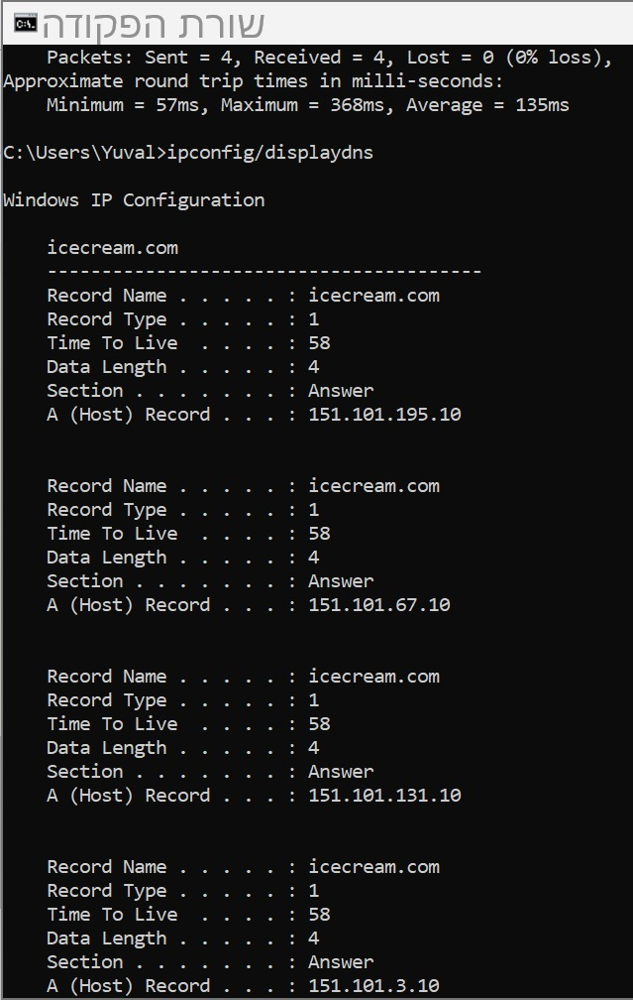 שורת הפקודה
Packets: Sent = 4, Received = 4, Lost = 0 (0% loss),
Approximate round trip times in milli-seconds:
Minimum = 57ms, Maximum = 368ms, Average = 135ms
C:\Users\Yuval>ipconfig/displaydns
Windows IP Configuration
icecream.com
----------------------------------------
Record Name . . . . . : icecream.com
Record Type . . . . . : 1
Time To Live  . . . . : 58
Data Length . . . . . : 4
Section . . . . . . . : Answer
A (Host) Record . . . : 151.101.195.10
Record Name . . . . . : icecream.com
Record Type . . . . . : 1
Time To Live  . . . . : 58
Data Length . . . . . : 4
Section . . . . . . . : Answer
A (Host) Record . . . : 151.101.67.10
Record Name . . . . . : icecream.com
Record Type . . . . . : 1
Time To Live  . . . . : 58
Data Length . . . . . : 4
Section . . . . . . . : Answer
A (Host) Record . . . : 151.101.131.10
Record Name . . . . . : icecream.com
Record Type . . . . . : 1
Time To Live  . . . . : 58
Data Length . . . . . : 4
Section . . . . . . . : Answer
A (Host) Record . . . : 151.101.3.10